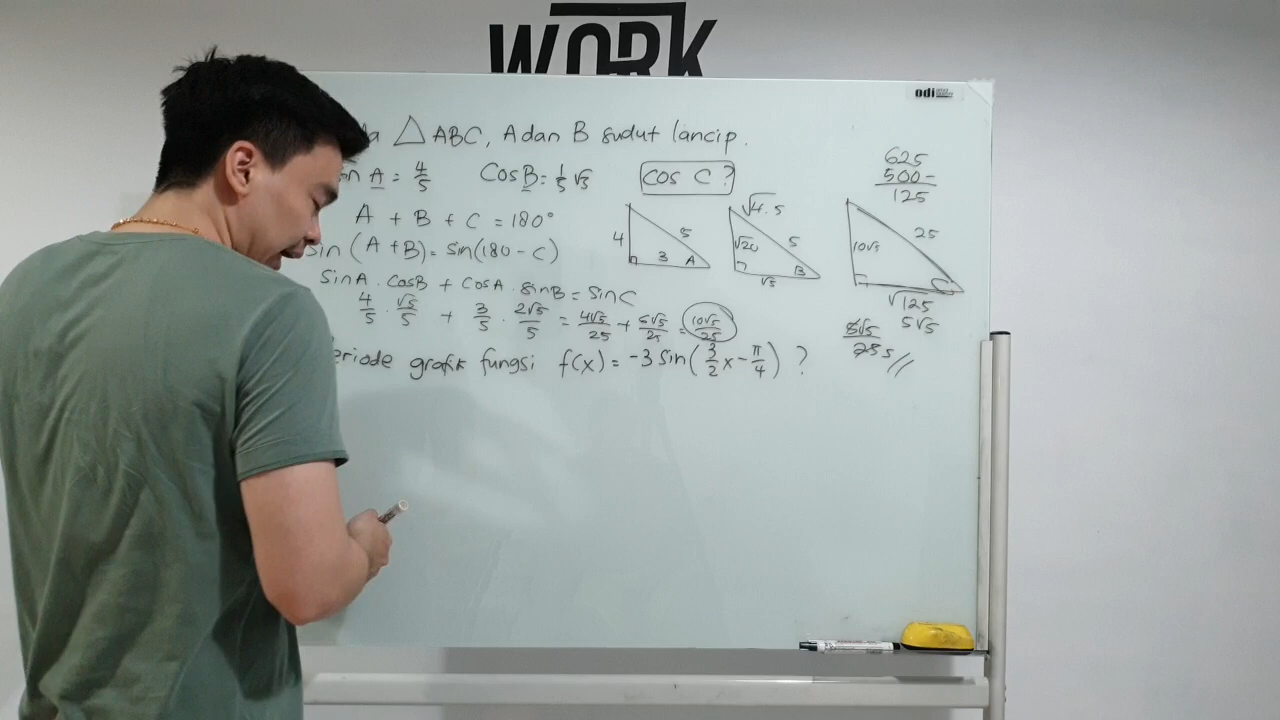 WORK
odi
△ABC, A dan B sudut lancip.
A = 4/5 Cos B = 1/5 √5 cos C?
A + B + C = 180°
sin (A+B) = sin(180 - C)
sin A . cos B + cos A . sin B = sin C
4/5 . √5/5 + 3/5 . 2√5/5 = 4√5/25 + 6√5/25 = 10√5/25
eriode grafik fungsi f(x) = -3 sin(3/2 x - π/4) ?
4 5 3 A
√4.5
√20 5 √5 B
625
500 -
125
10√5 25 C
√125
5√5
5√5
25 5 //